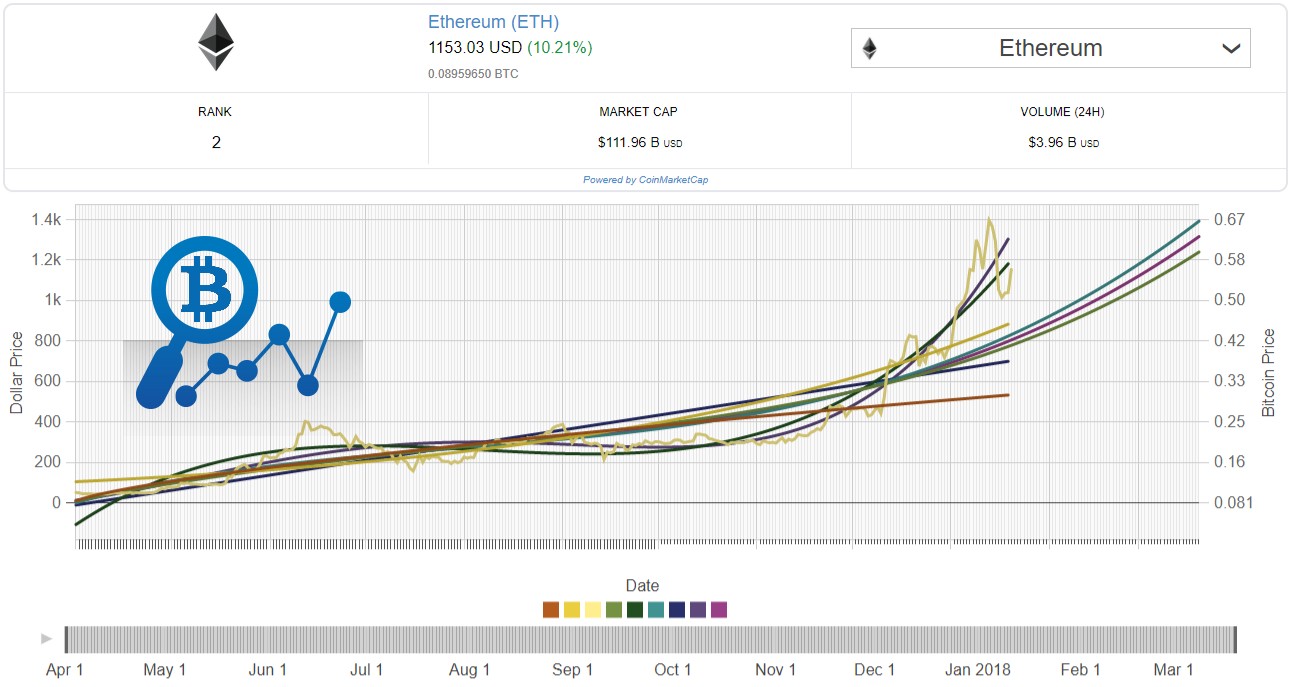 Ethereum (ETH)
1153.03 USD (10.21%)
0.08959650 BTC
Ethereum
RANK
2
MARKET CAP
$111.96 B USD
VOLUME (24H)
$3.96 B USD
Powered by CoinMarketCap
Dollar Price
1.4k
1.2k
1k
800
600
400
200
0
0.67
0.58
0.50
0.42
0.33
0.25
0.16
0.081
Bitcoin Price
Date
Apr 1 May 1 Jun 1 Jul 1 Aug 1 Sep 1 Oct 1 Nov 1 Dec 1 Jan 2018 Feb 1 Mar 1